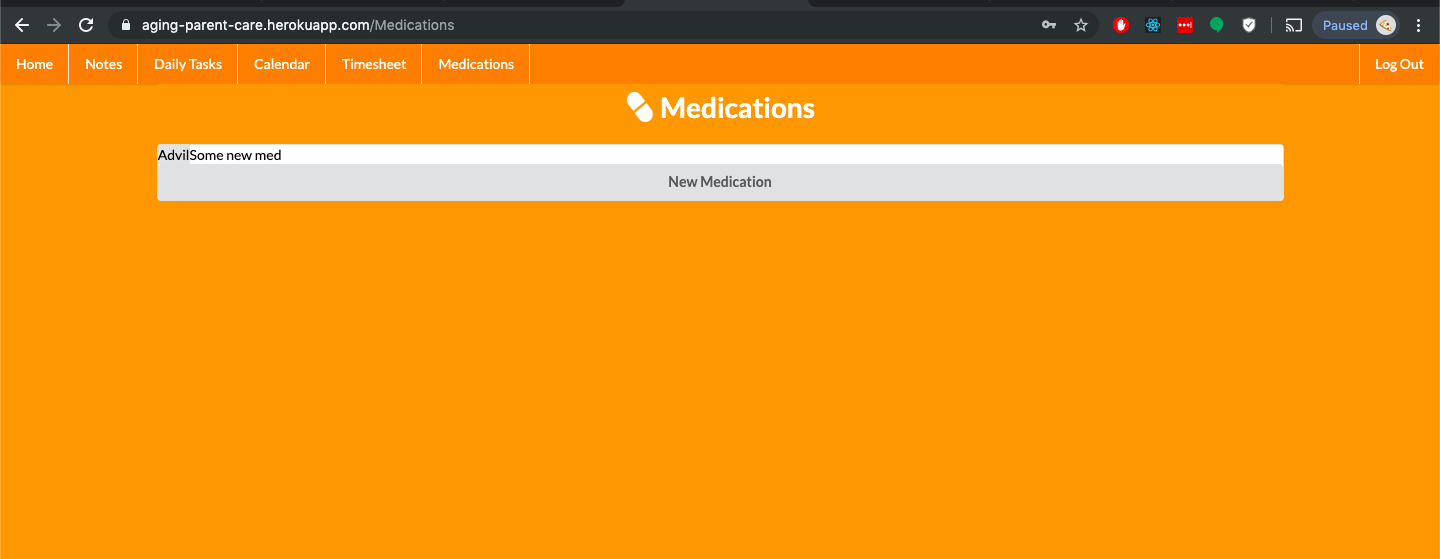 aging-parent-care.herokuapp.com/Medications Paused
Home Notes Daily Tasks Calendar Timesheet Medications Log Out
Medications
AdvilSome new med
New Medication